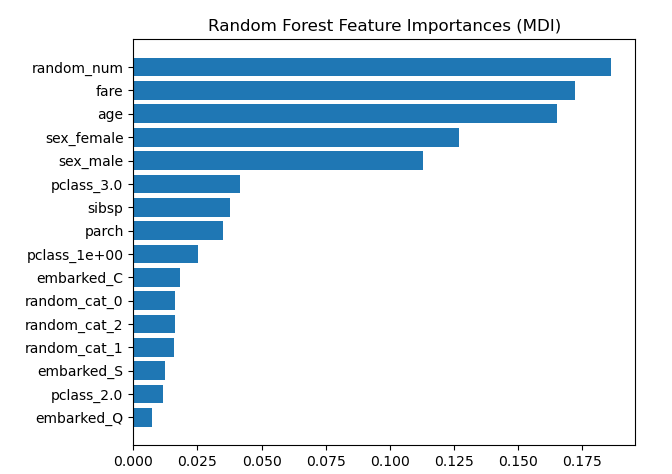 Random Forest Feature Importances (MDI)
random_num
fare
age
sex_female
sex_male
pclass_3.0
sibsp
parch
pclass_1e+00
embarked_C
random_cat_0
random_cat_2
random_cat_1
embarked_S
pclass_2.0
embarked_Q
0.000 0.025 0.050 0.075 0.100 0.125 0.150 0.175